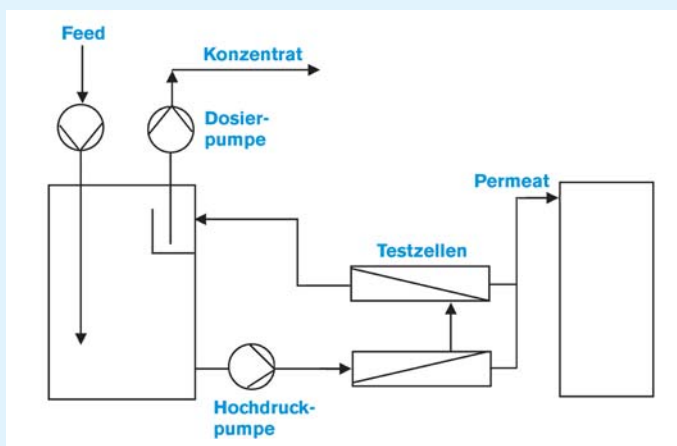 Feed
Konzentrat
Dosier-
pumpe
Permeat
Testzellen
Hochdruck-
pumpe